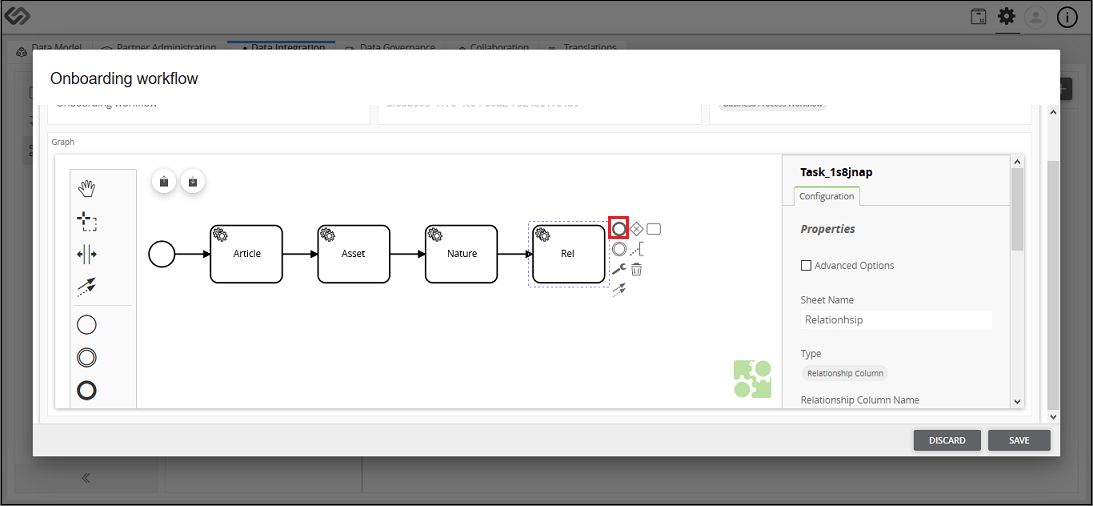 Data Model Partner Administration Data Integration Data Governance Collaboration Translations
Onboarding workflow
Onboarding workflow
Business Process Workflow
Graph
Task_1s8jnap
Configuration
Properties
Article Asset Nature Rel
Advanced Options
Sheet Name
Relationhsip
Type
Relationship Column
Relationship Column Name
DISCARD SAVE